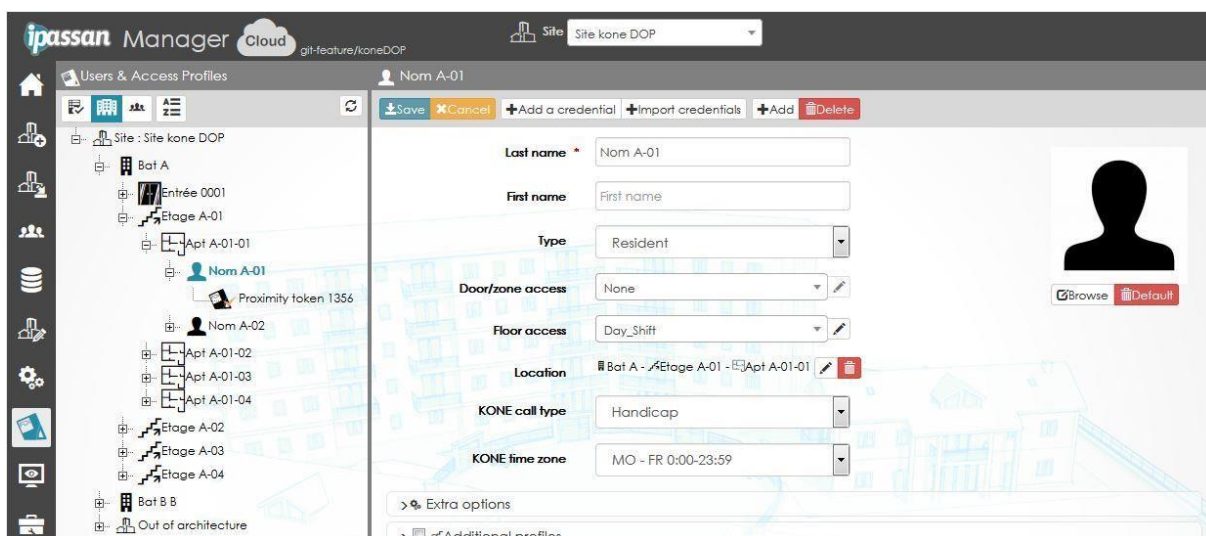 ipassan Manager Cloud git-feature/koneDOP
Site Site kone DOP
Users & Access Profiles
Nom A-01
Save Cancel Add a credential Import credentials Add Delete
Site : Site kone DOP
Bat A
Entrée 0001
Etage A-01
Apt A-01-01
Nom A-01
Proximity token 1356
Nom A-02
Apt A-01-02
Apt A-01-03
Apt A-01-04
Etage A-02
Etage A-03
Etage A-04
Bat B B
Out of architecture
Last name * Nom A-01
First name First name
Type Resident
Door/zone access None
Floor access Day_Shift
Location Bat A - Etage A-01 - Apt A-01-01
KONE call type Handicap
KONE time zone MO - FR 0:00-23:59
Browse Default
Extra options
Additional profiles